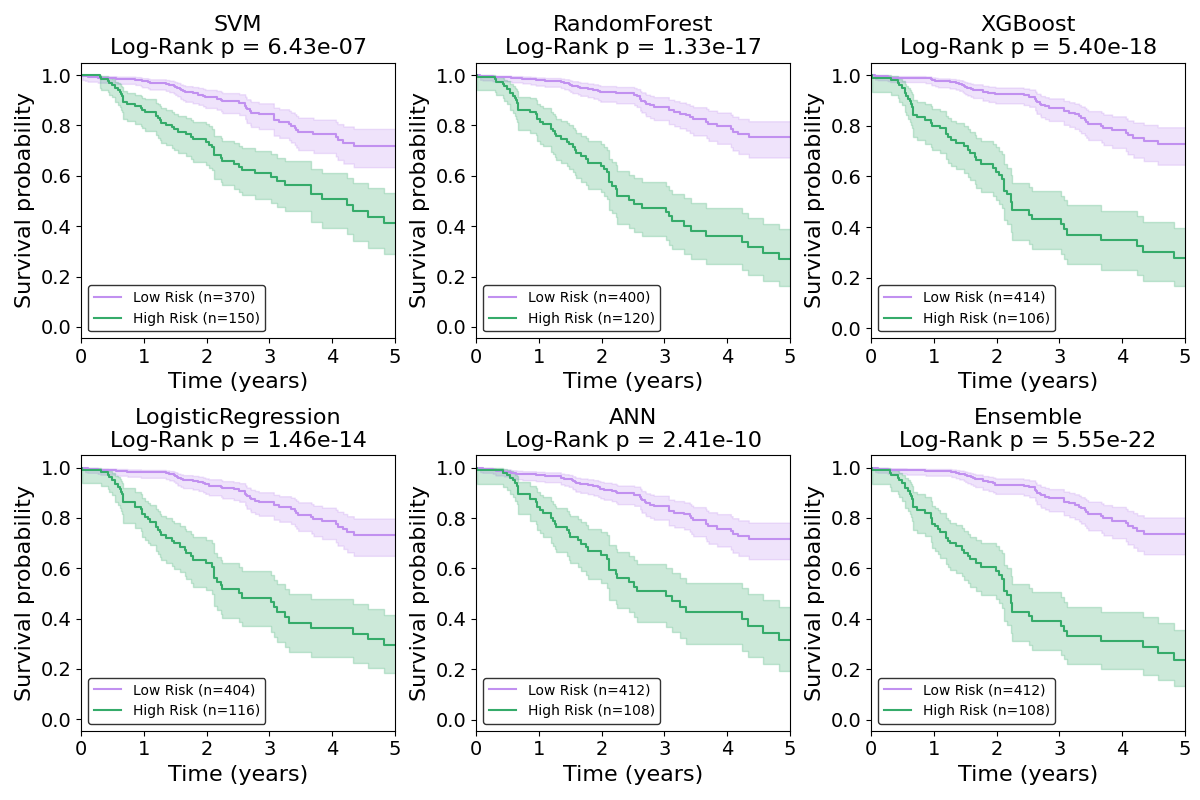 SVM
Log-Rank p = 6.43e-07
Survival probability
1.0
0.8
0.6
0.4
0.2
0.0
Low Risk (n=370)
High Risk (n=150)
0 1 2 3 4 5
Time (years)
RandomForest
Log-Rank p = 1.33e-17
Survival probability
1.0
0.8
0.6
0.4
0.2
0.0
Low Risk (n=400)
High Risk (n=120)
0 1 2 3 4 5
Time (years)
XGBoost
Log-Rank p = 5.40e-18
Survival probability
1.0
0.8
0.6
0.4
0.2
0.0
Low Risk (n=414)
High Risk (n=106)
0 1 2 3 4 5
Time (years)
LogisticRegression
Log-Rank p = 1.46e-14
Survival probability
1.0
0.8
0.6
0.4
0.2
0.0
Low Risk (n=404)
High Risk (n=116)
0 1 2 3 4 5
Time (years)
ANN
Log-Rank p = 2.41e-10
Survival probability
1.0
0.8
0.6
0.4
0.2
0.0
Low Risk (n=412)
High Risk (n=108)
0 1 2 3 4 5
Time (years)
Ensemble
Log-Rank p = 5.55e-22
Survival probability
1.0
0.8
0.6
0.4
0.2
0.0
Low Risk (n=412)
High Risk (n=108)
0 1 2 3 4 5
Time (years)